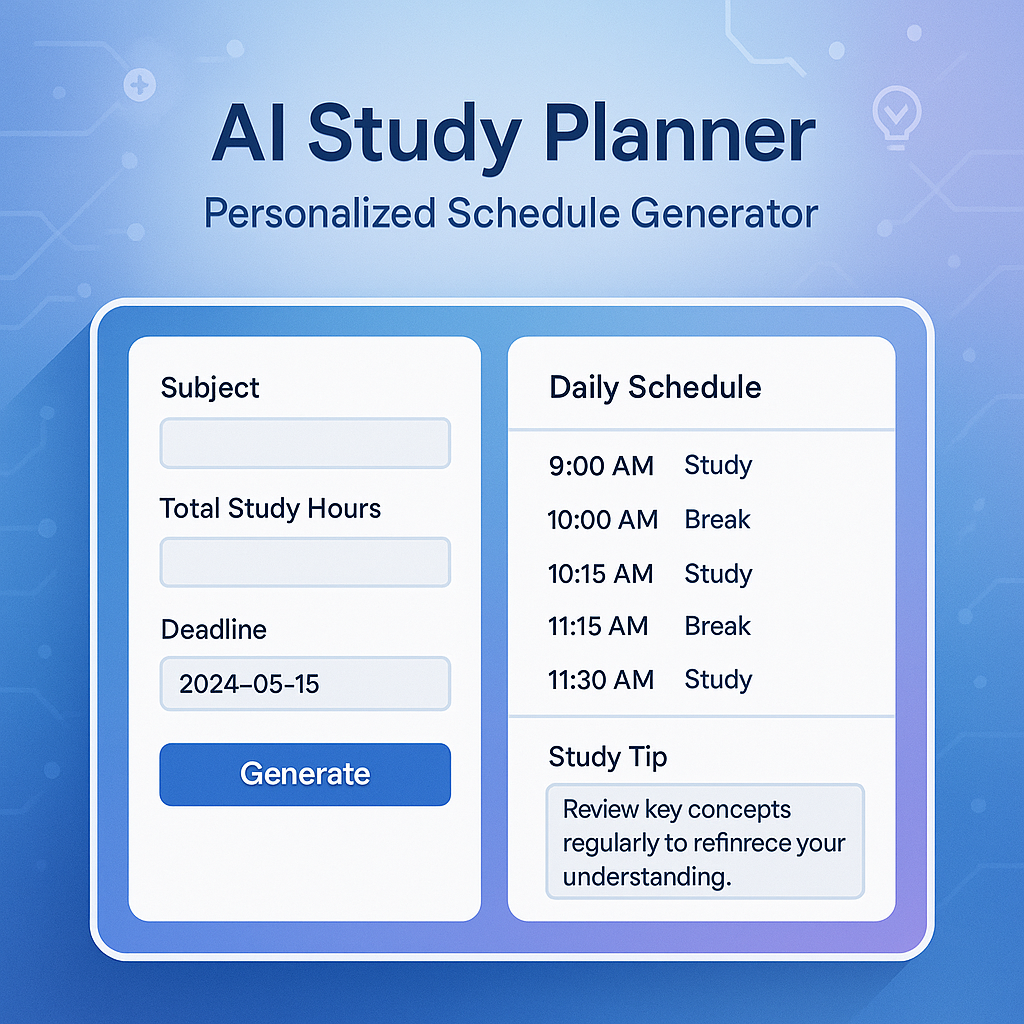 AI Study Planner
Personalized Schedule Generator
Subject
Total Study Hours
Deadline
2024–05-15
Generate
Daily Schedule
9:00 AM Study
10:00 AM Break
10:15 AM Study
11:15 AM Break
11:30 AM Study
Study Tip
Review key concepts
regularly to refinrece your
understanding.